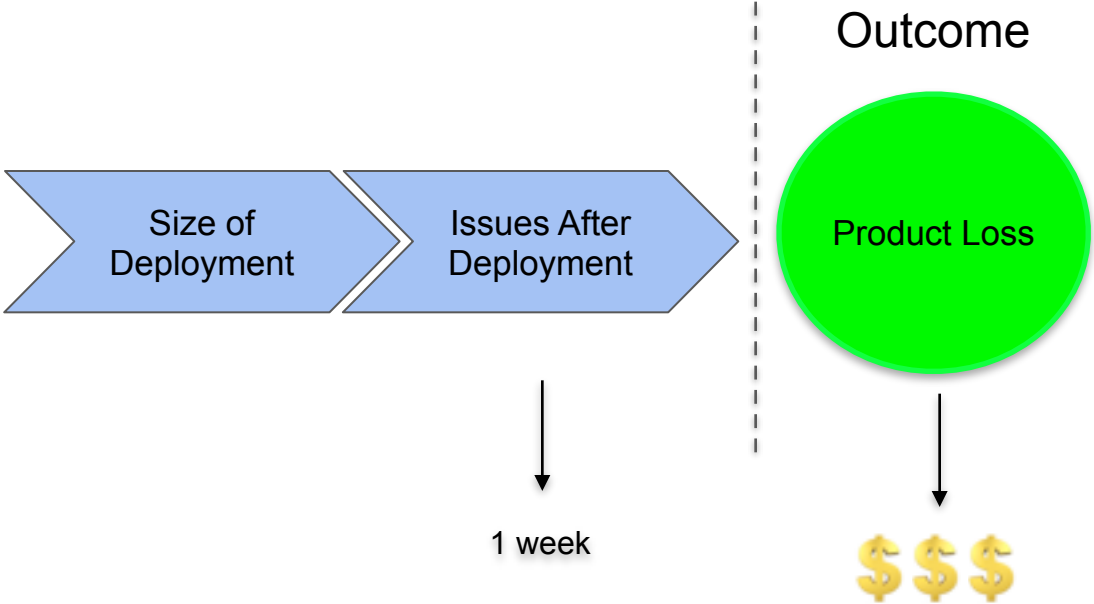 Outcome
Size of
Deployment
Issues After
Deployment
Product Loss
1 week
$$$